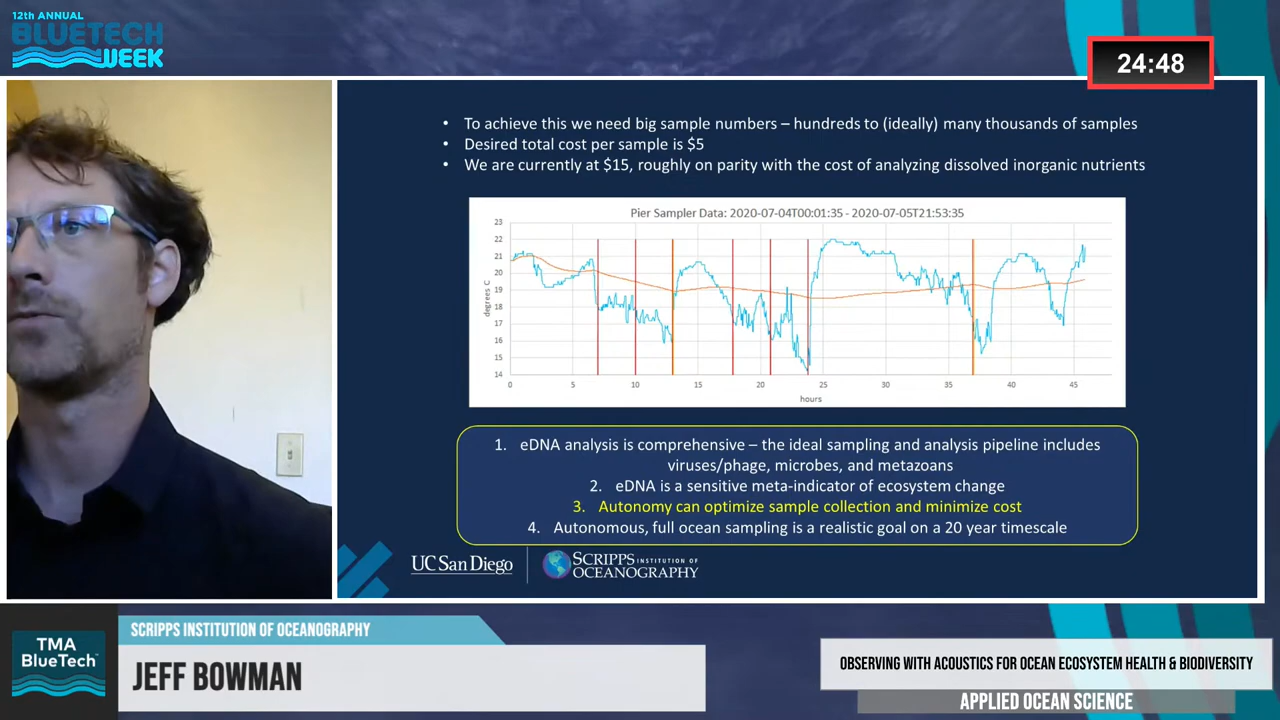 12th ANNUAL
BLUETECH
WEEK
24:48
• To achieve this we need big sample numbers – hundreds to (ideally) many thousands of samples
• Desired total cost per sample is $5
• We are currently at $15, roughly on parity with the cost of analyzing dissolved inorganic nutrients
Pier Sampler Data: 2020-07-04T00:01:35 - 2020-07-05T21:53:35
23
22
21
20
19
18
17
16
15
14
degrees C
0 5 10 15 20 25 30 35 40 45
hours
1. eDNA analysis is comprehensive – the ideal sampling and analysis pipeline includes
viruses/phage, microbes, and metazoans
2. eDNA is a sensitive meta-indicator of ecosystem change
3. Autonomy can optimize sample collection and minimize cost
4. Autonomous, full ocean sampling is a realistic goal on a 20 year timescale
UC San Diego
SCRIPPS INSTITUTION OF
OCEANOGRAPHY
TMA
BlueTech™
SCRIPPS INSTITUTION OF OCEANOGRAPHY
JEFF BOWMAN
OBSERVING WITH ACOUSTICS FOR OCEAN ECOSYSTEM HEALTH & BIODIVERSITY
APPLIED OCEAN SCIENCE